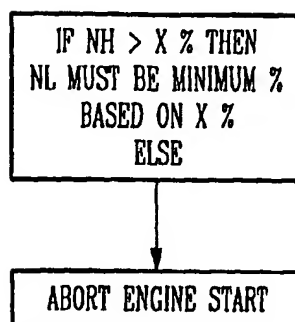 IF NH > X % THEN
NL MUST BE MINIMUM %
BASED ON X %
ELSE
ABORT ENGINE START